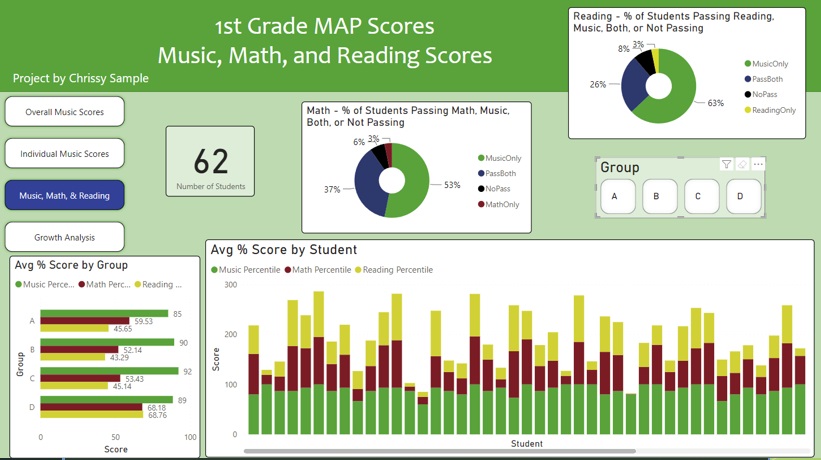 1st Grade MAP Scores
Music, Math, and Reading Scores
Project by Chrissy Sample
Reading - % of Students Passing Reading,
Music, Both, or Not Passing
8%
3%
26%
63%
MusicOnly
PassBoth
NoPass
ReadingOnly
Overall Music Scores
Individual Music Scores
Music, Math, & Reading
Growth Analysis
62
Number of Students
Math - % of Students Passing Math, Music,
Both, or Not Passing
6%
3%
37%
53%
MusicOnly
PassBoth
NoPass
MathOnly
Group
A
B
C
D
Avg % Score by Group
Music Perce...
Math Perc...
Reading ...
Group
A
85
59.53
45.65
B
90
52.14
43.29
C
92
53.43
45.14
D
89
68.18
68.76
0
50
100
Score
Avg % Score by Student
Music Percentile
Math Percentile
Reading Percentile
Score
300
200
100
0
Student